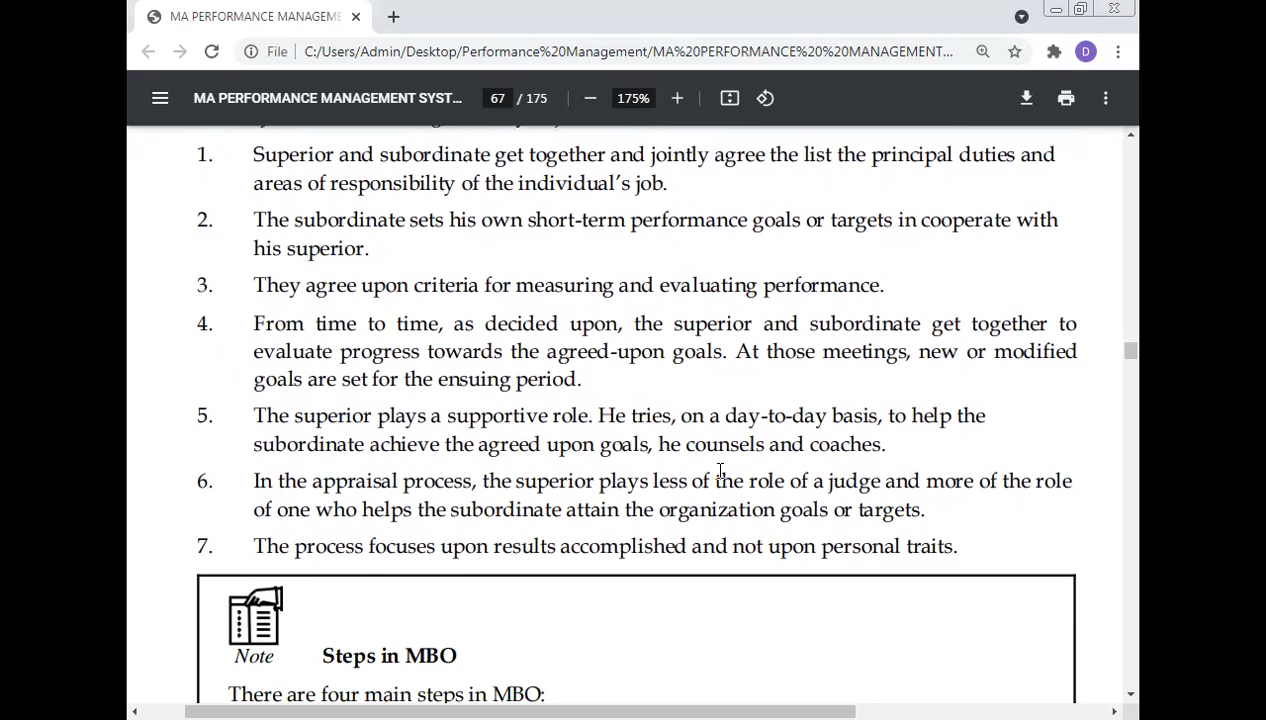 MA PERFORMANCE MANAGEME
File C:/Users/Admin/Desktop/Performance%20Management/MA%20PERFORMANCE%20%20MANAGEMENT... D
MA PERFORMANCE MANAGEMENT SYST... 67 / 175 175%
1. Superior and subordinate get together and jointly agree the list the principal duties and
areas of responsibility of the individual's job.
2. The subordinate sets his own short-term performance goals or targets in cooperate with
his superior.
3. They agree upon criteria for measuring and evaluating performance.
4. From time to time, as decided upon, the superior and subordinate get together to
evaluate progress towards the agreed-upon goals. At those meetings, new or modified
goals are set for the ensuing period.
5. The superior plays a supportive role. He tries, on a day-to-day basis, to help the
subordinate achieve the agreed upon goals, he counsels and coaches.
6. In the appraisal process, the superior plays less of the role of a judge and more of the role
of one who helps the subordinate attain the organization goals or targets.
7. The process focuses upon results accomplished and not upon personal traits.
Note Steps in MBO
There are four main steps in MBO: